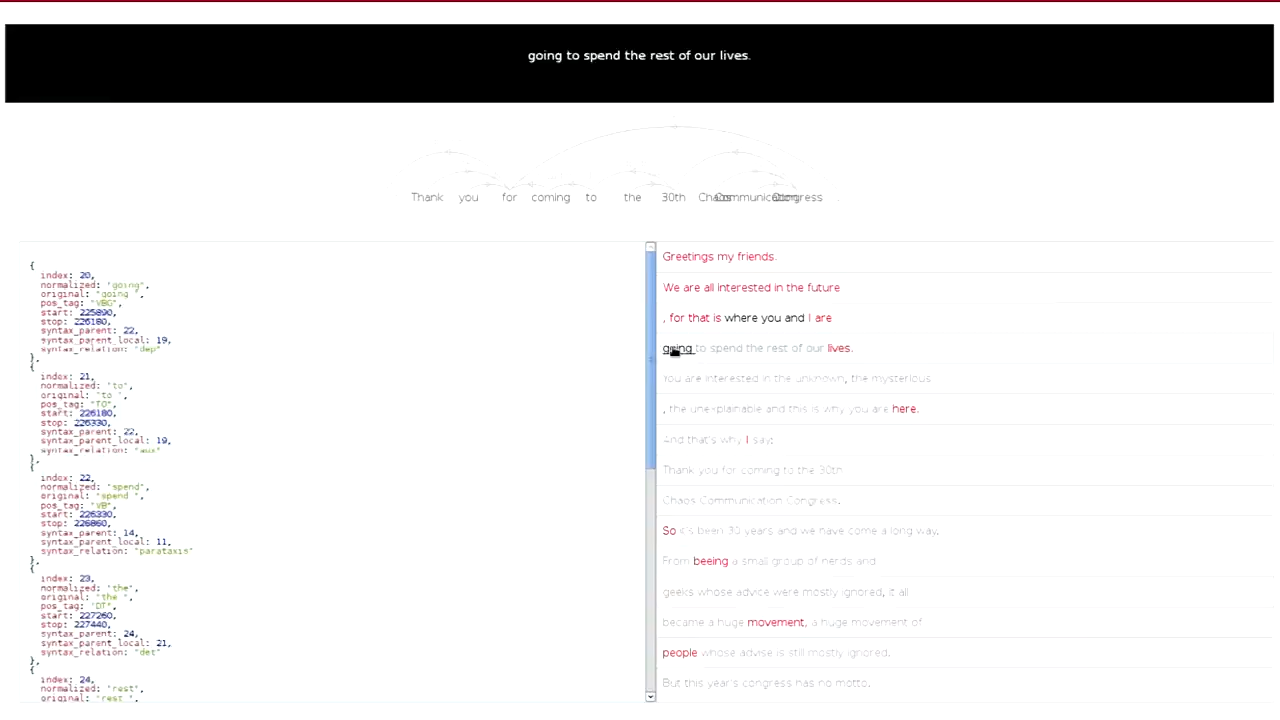 going to spend the rest of our lives.
Thank you for coming to the 30th Chaos Communication Congress .
{
index: 20,
normalized: "going",
original: "going ",
pos_tag: "VBG",
start: 225890,
stop: 226180,
syntax_parent: 22,
syntax_parent_local: 19,
syntax_relation: "dep"
},
{
index: 21,
normalized: "to",
original: "to ",
pos_tag: "TO",
start: 226180,
stop: 226330,
syntax_parent: 22,
syntax_parent_local: 19,
syntax_relation: "aux"
},
{
index: 22,
normalized: "spend",
original: "spend ",
pos_tag: "VB",
start: 226330,
stop: 226860,
syntax_parent: 14,
syntax_parent_local: 11,
syntax_relation: "parataxis"
},
{
index: 23,
normalized: "the",
original: "the ",
pos_tag: "DT",
start: 227260,
stop: 227440,
syntax_parent: 24,
syntax_parent_local: 21,
syntax_relation: "det"
},
{
index: 24,
normalized: "rest",
original: "rest ",
Greetings my friends.
We are all interested in the future
, for that is where you and I are
going to spend the rest of our lives.
You are interested in the unknown, the mysterious
, the unexplainable and this is why you are here.
And that's why I say:
Thank you for coming to the 30th
Chaos Communication Congress.
So it's been 30 years and we have come a long way.
From beeing a small group of nerds and
geeks whose advice were mostly ignored, it all
became a huge movement, a huge movement of
people whose advise is still mostly ignored.
But this year's congress has no motto.